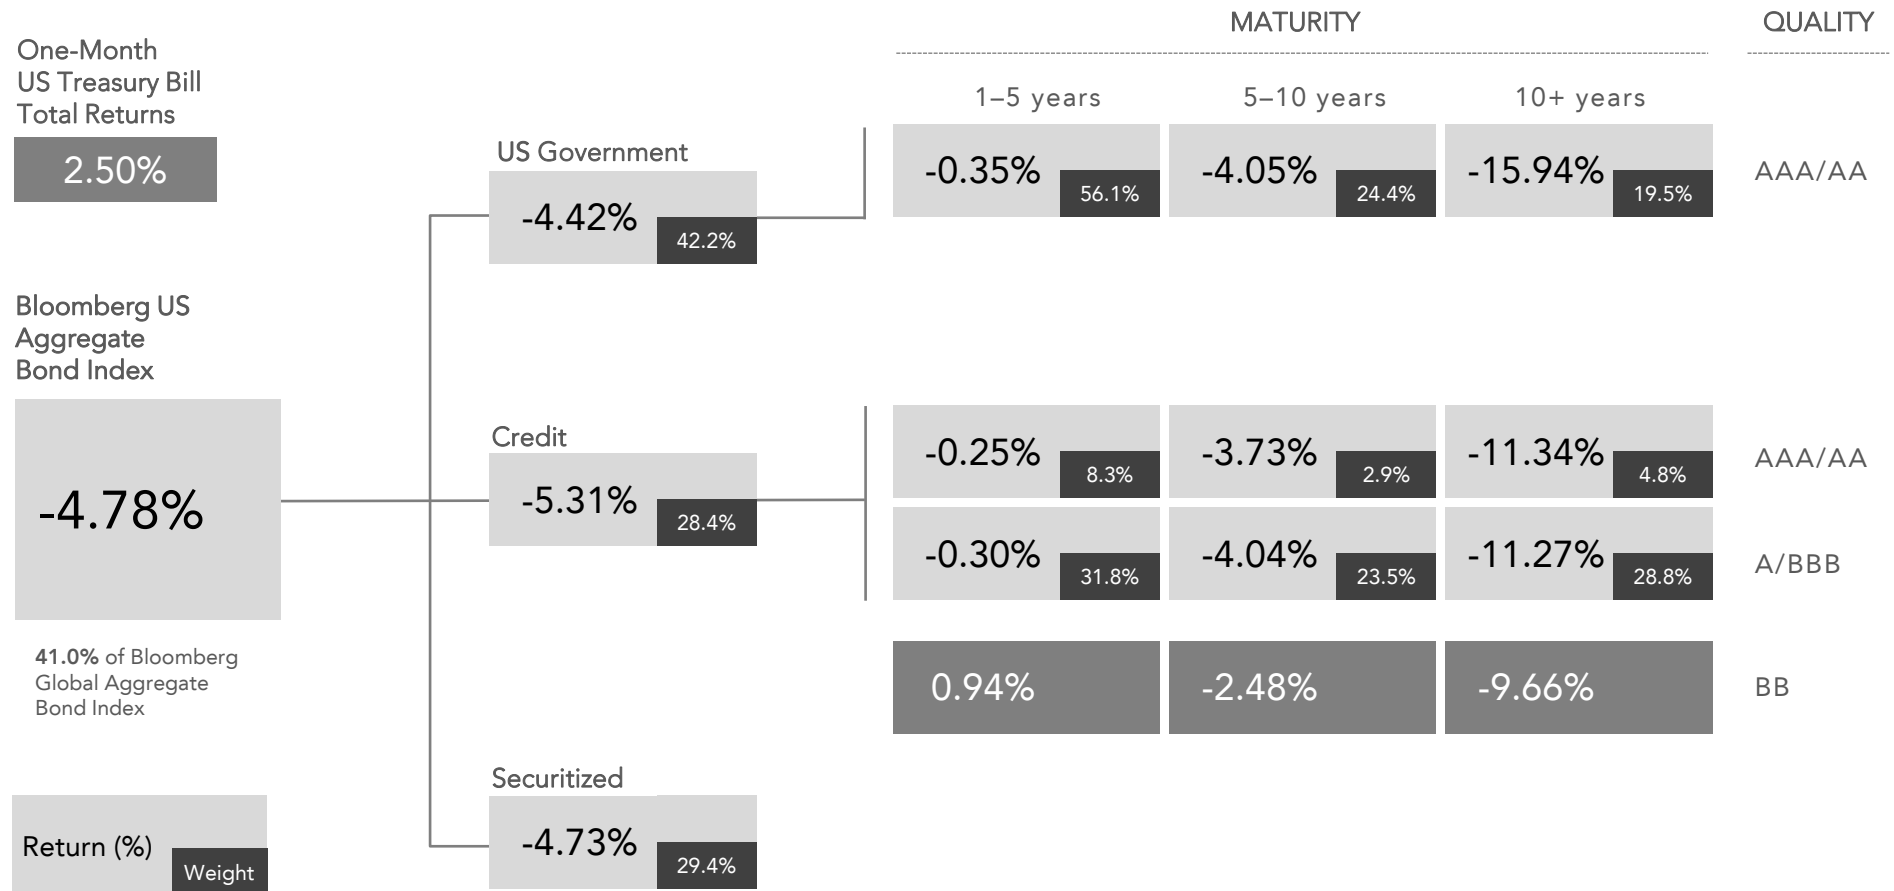 One-Month
US Treasury Bill
Total Returns
2.50%
MATURITY
QUALITY
1–5 years
5–10 years
10+ years
US Government
-4.42%
42.2%
-0.35%
56.1%
-4.05%
24.4%
-15.94%
19.5%
AAA/AA
Bloomberg US
Aggregate
Bond Index
-4.78%
41.0% of Bloomberg
Global Aggregate
Bond Index
Credit
-5.31%
28.4%
-0.25%
8.3%
-3.73%
2.9%
-11.34%
4.8%
AAA/AA
-0.30%
31.8%
-4.04%
23.5%
-11.27%
28.8%
A/BBB
0.94%
-2.48%
-9.66%
BB
Securitized
-4.73%
29.4%
Return (%)
Weight